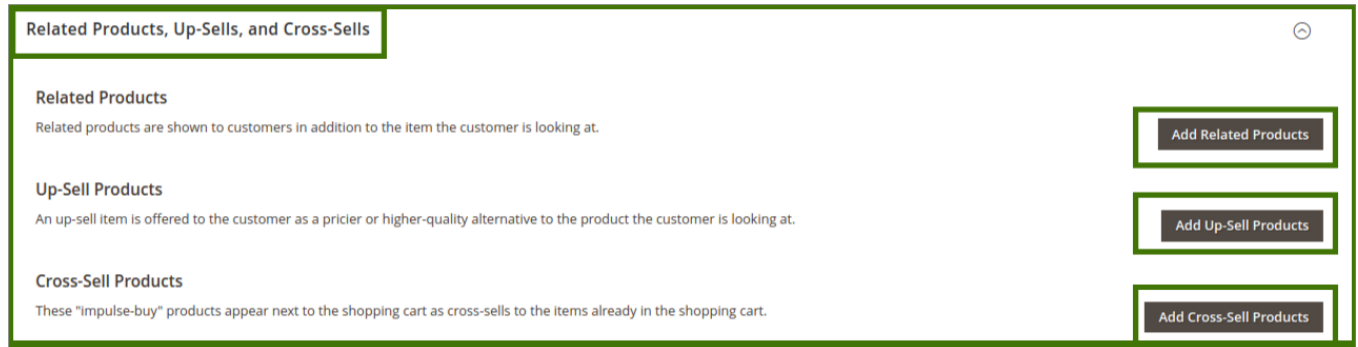 Related Products, Up-Sells, and Cross-Sells
Related Products
Related products are shown to customers in addition to the item the customer is looking at.
Add Related Products
Up-Sell Products
An up-sell item is offered to the customer as a pricier or higher-quality alternative to the product the customer is looking at.
Add Up-Sell Products
Cross-Sell Products
These "impulse-buy" products appear next to the shopping cart as cross-sells to the items already in the shopping cart.
Add Cross-Sell Products